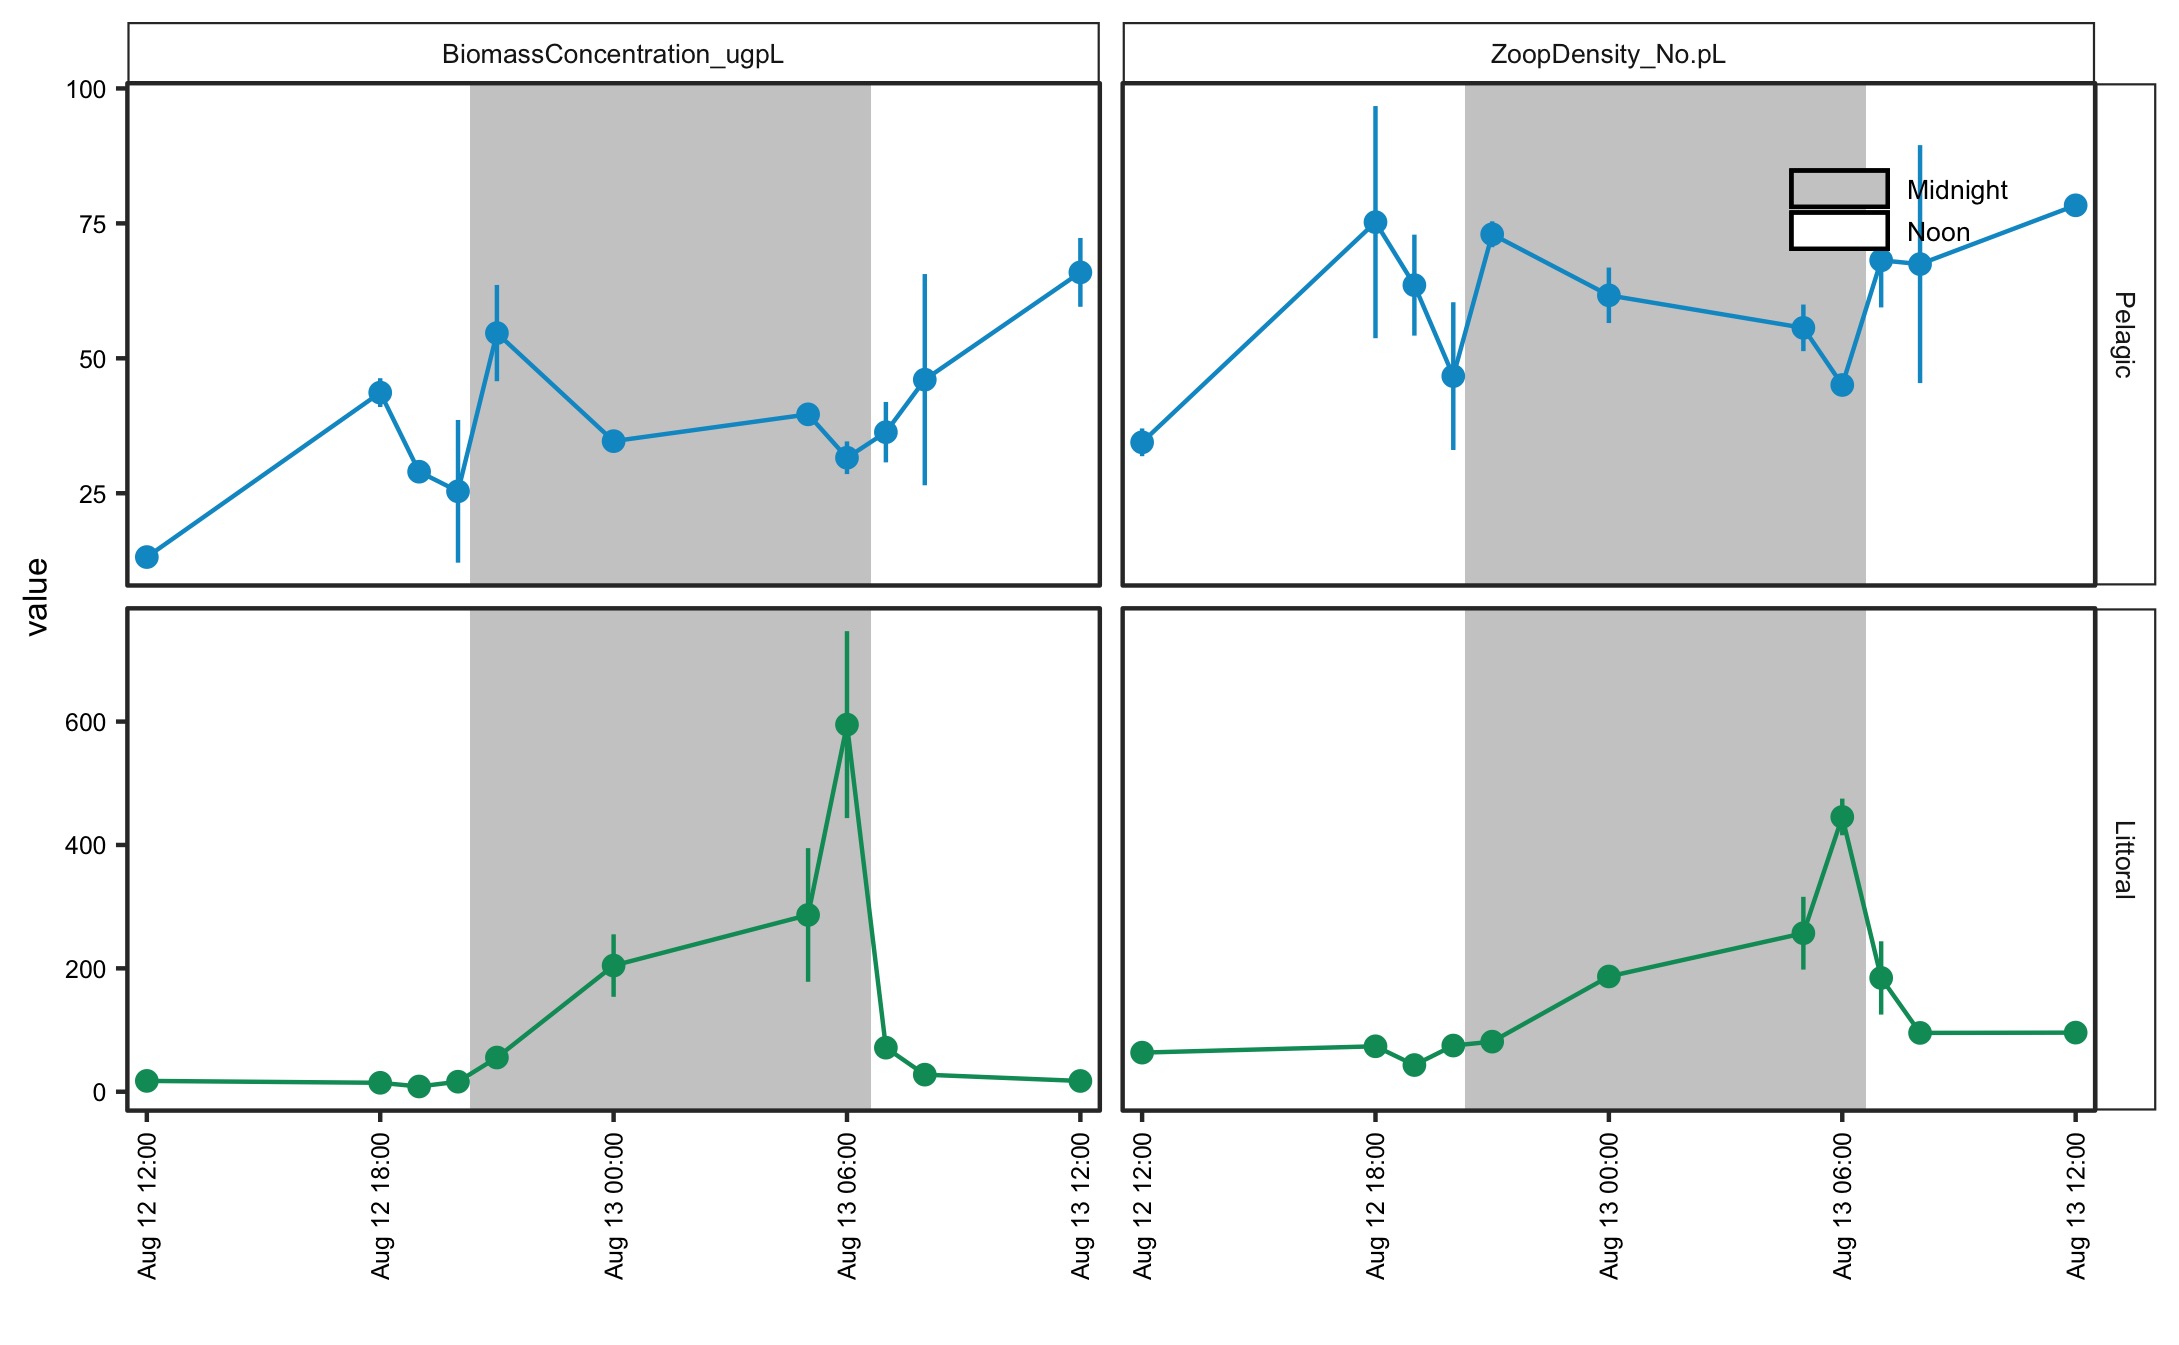 BiomassConcentration_ugpL
ZoopDensity_No.pL
100
75
50
25
Midnight
Noon
Pelagic
value
600
400
200
0
Littoral
Aug 12 12:00
Aug 12 18:00
Aug 13 00:00
Aug 13 06:00
Aug 13 12:00
Aug 12 12:00
Aug 12 18:00
Aug 13 00:00
Aug 13 06:00
Aug 13 12:00